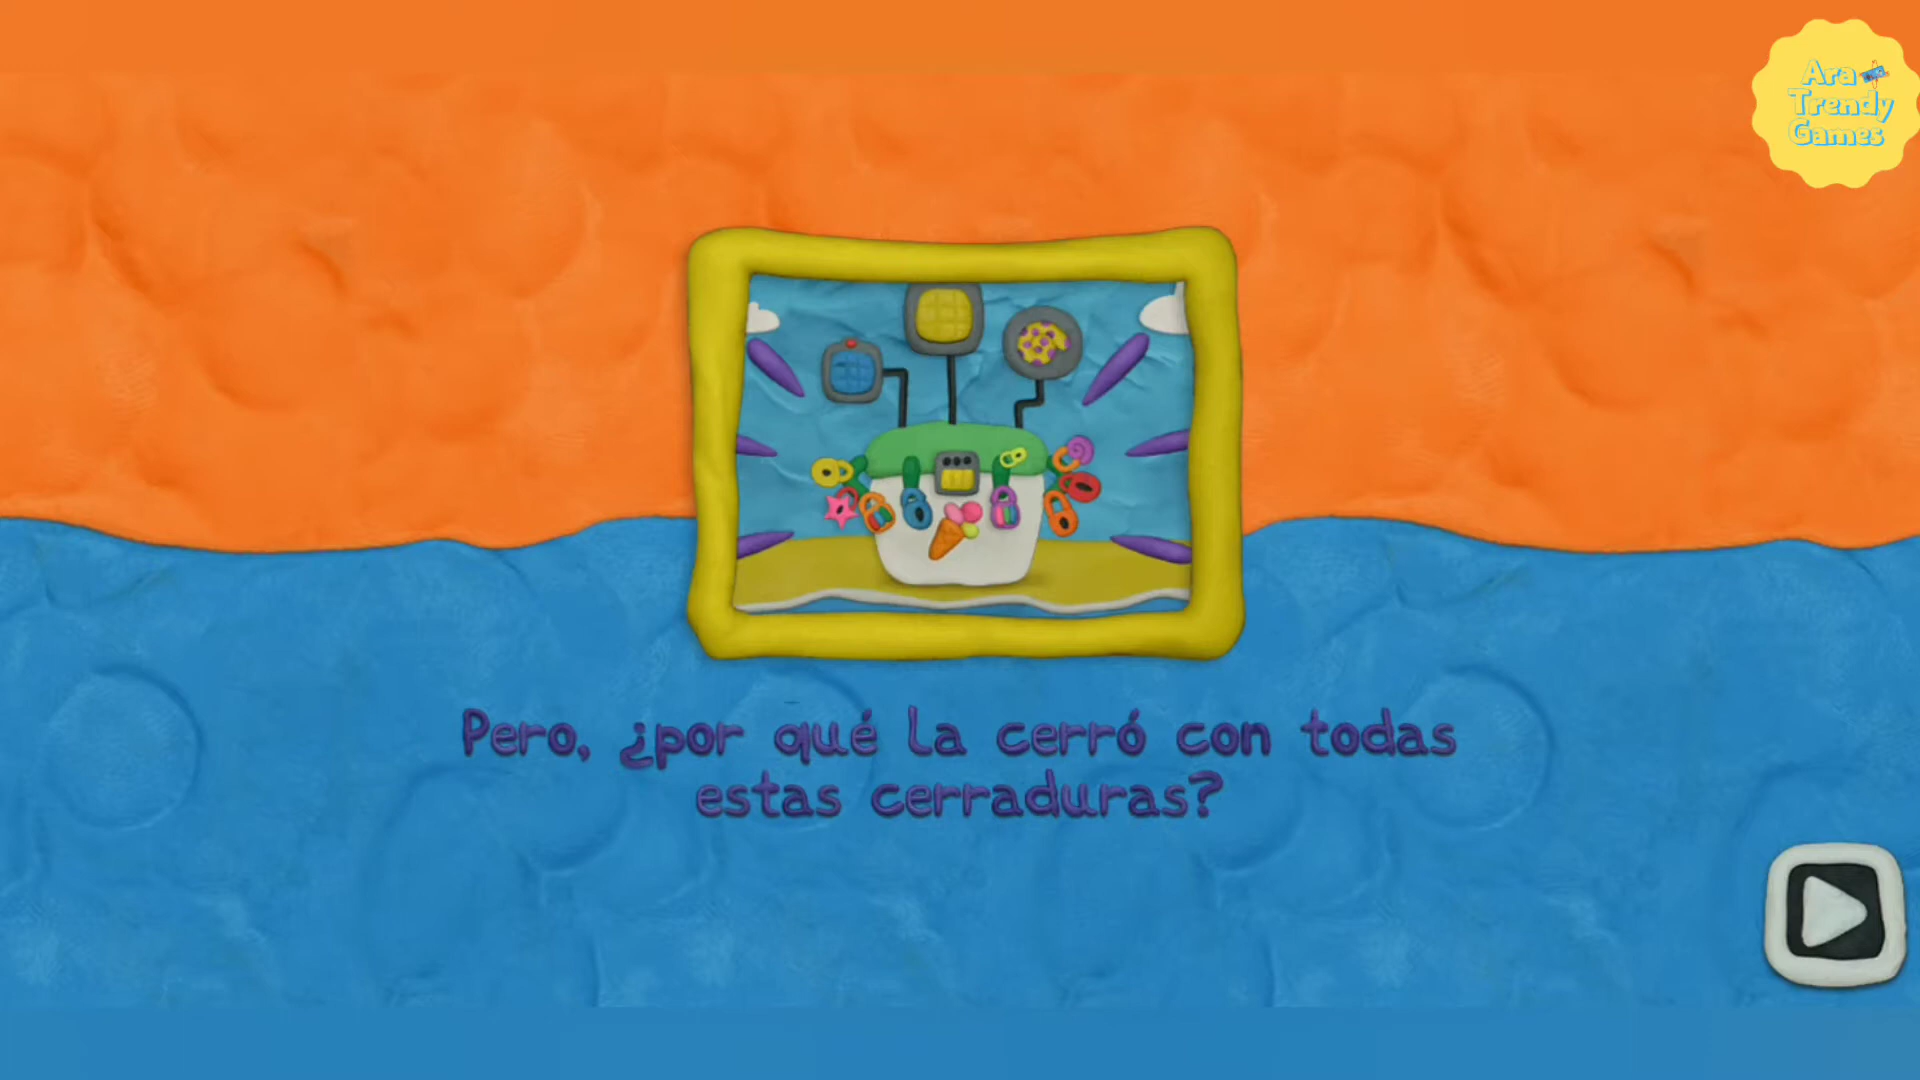 Ara
Trendy
Games
Pero, ¿por qué la cerró con todas
estas cerraduras?